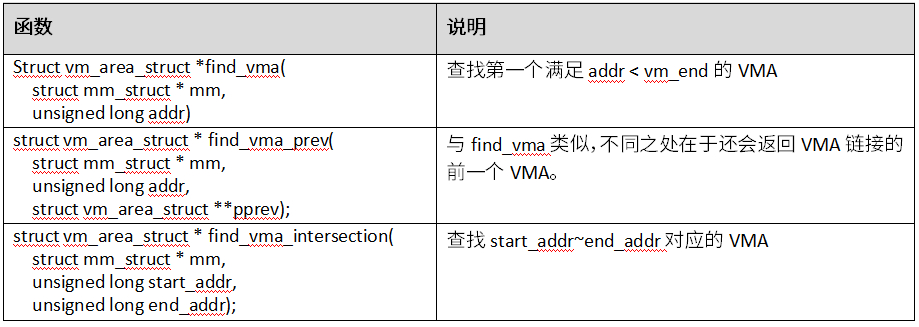 函数
说明
Struct vm_area_struct *find_vma(
struct mm_struct * mm,
unsigned long addr)
查找第一个满足 addr < vm_end 的 VMA
struct vm_area_struct * find_vma_prev(
struct mm_struct * mm,
unsigned long addr,
struct vm_area_struct **pprev);
与 find_vma 类似，不同之处在于还会返回 VMA 链接的
前一个 VMA。
struct vm_area_struct * find_vma_intersection(
struct mm_struct * mm,
unsigned long start_addr,
unsigned long end_addr);
查找 start_addr~end_addr 对应的 VMA